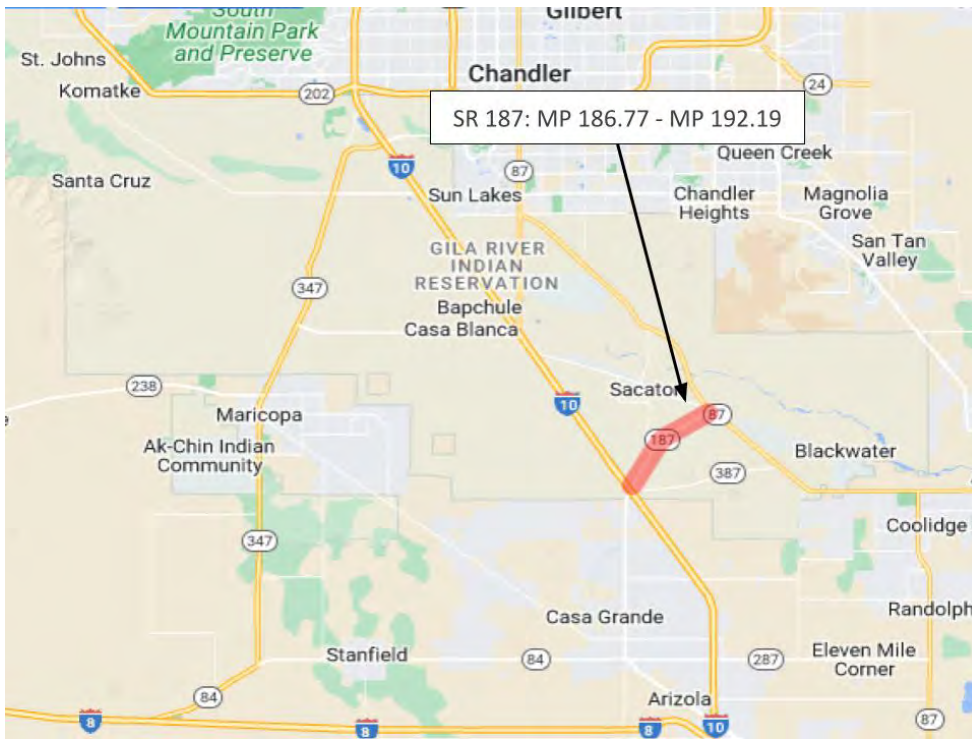 South
Mountain Park
and Preserve
Gilbert
St. Johns
Komatke
Chandler
202
24
SR 187: MP 186.77 - MP 192.19
10
87
Queen Creek
Santa Cruz
Sun Lakes
Chandler
Heights
Magnolia
Grove
San Tan
Valley
GILA RIVER
INDIAN
RESERVATION
347
Bapchule
Casa Blanca
238
Sacaton
10
Maricopa
87
187
Ak-Chin Indian
Community
Blackwater
387
347
Coolidge
Casa Grande
Randolph
Stanfield
84
287
Eleven Mile
Corner
84
Arizola
8
8
8
10
87